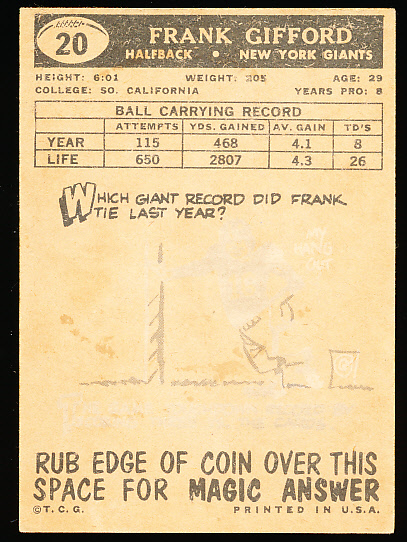 20
FRANK GIFFORD
HALFBACK • NEW YORK GIANTS
HEIGHT: 6:01 WEIGHT: 205 AGE: 29
COLLEGE: SO. CALIFORNIA YEARS PRO: 8
BALL CARRYING RECORD
ATTEMPTS YDS. GAINED AV. GAIN TD'S
YEAR 115 468 4.1 8
LIFE 650 2807 4.3 26
WHICH GIANT RECORD DID FRANK
TIE LAST YEAR?
MY
RUB EDGE OF COIN OVER THIS
SPACE FOR MAGIC ANSWER
©T.C.G. PRINTED IN U.S.A.